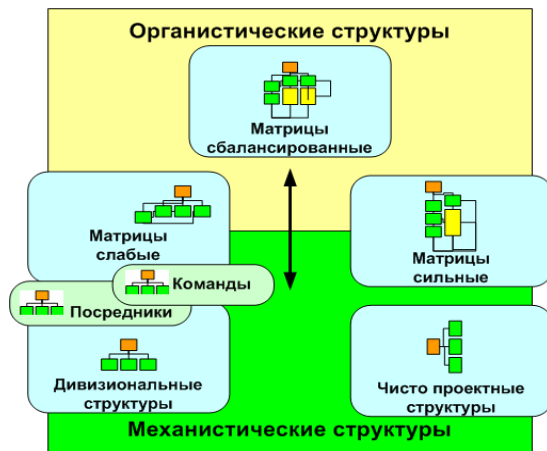 Органистические структуры
Матрицы
сбалансированные
Матрицы
слабые
Матрицы
сильные
Команды
Посредники
Дивизиональные
структуры
Чисто проектные
структуры
Механистические структуры